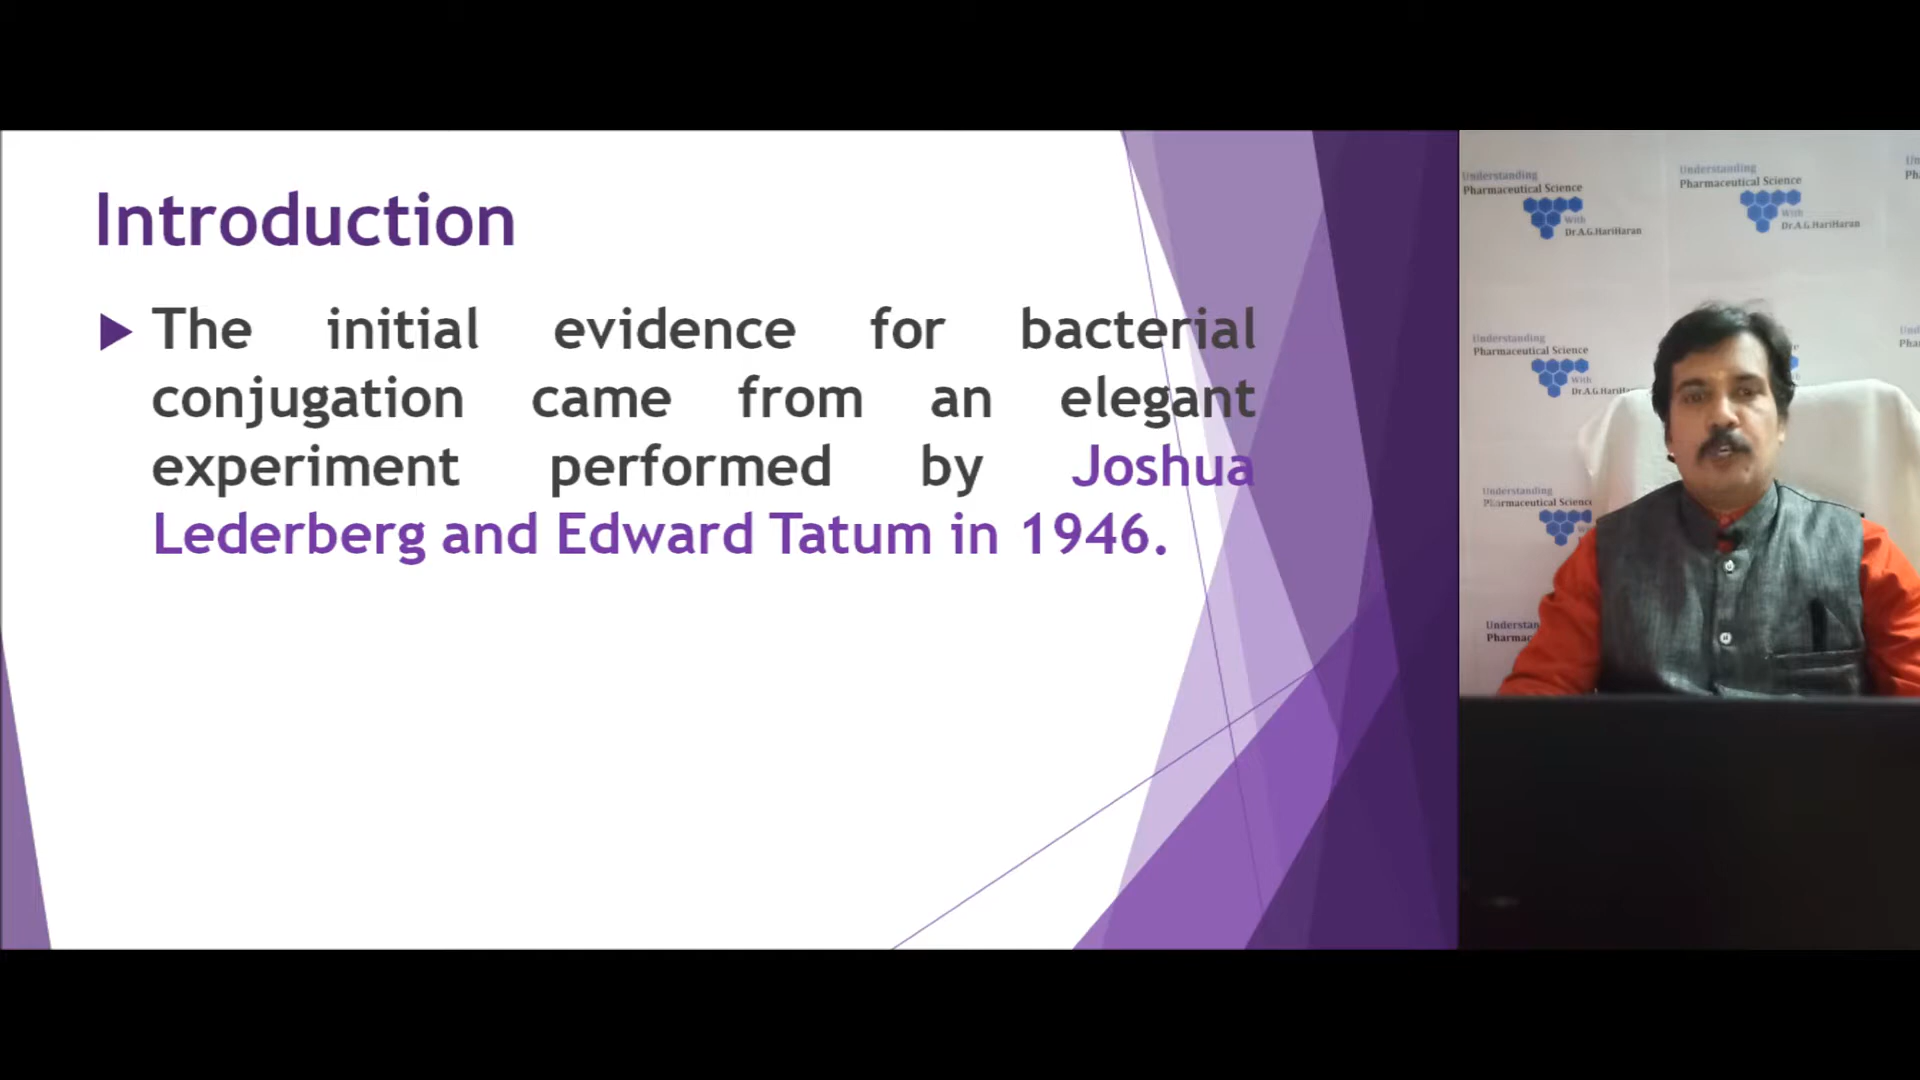 Introduction
The initial evidence for bacterial
conjugation came from an elegant
experiment performed by Joshua
Lederberg and Edward Tatum in 1946.
Understanding
Pharmaceutical Science
With
Dr.A.G.HariHaran
Understanding
Pharmaceutical Science
With
Dr.A.G.HariHaran
Understanding
Pharmaceutical Science
With
Understanding
Pharmaceutical Science